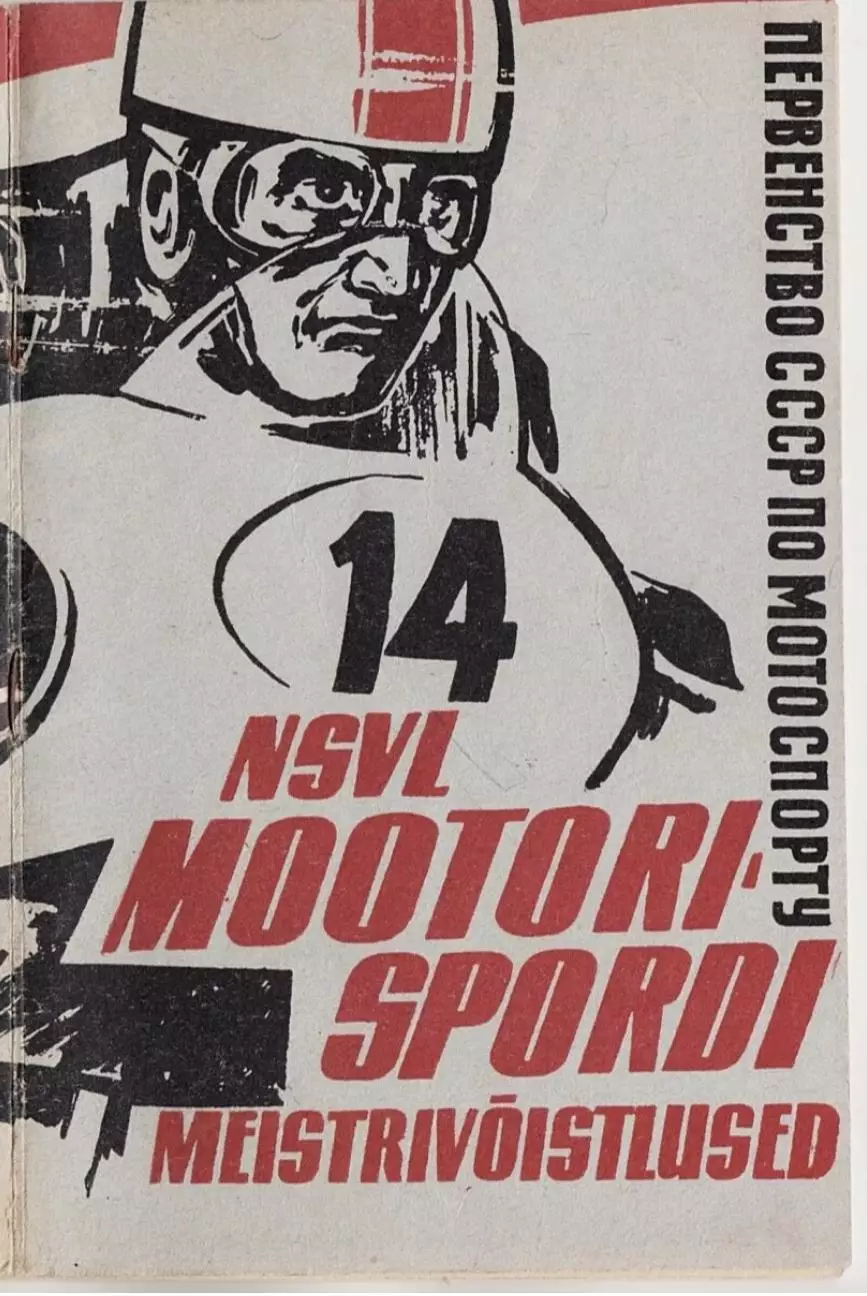 ПЕРВЕНСТВО СССР ПО МОТОСПОРТУ
14
NSVL
MOOTORI-
SPORDI
MEISTRIVÕISTLUSED